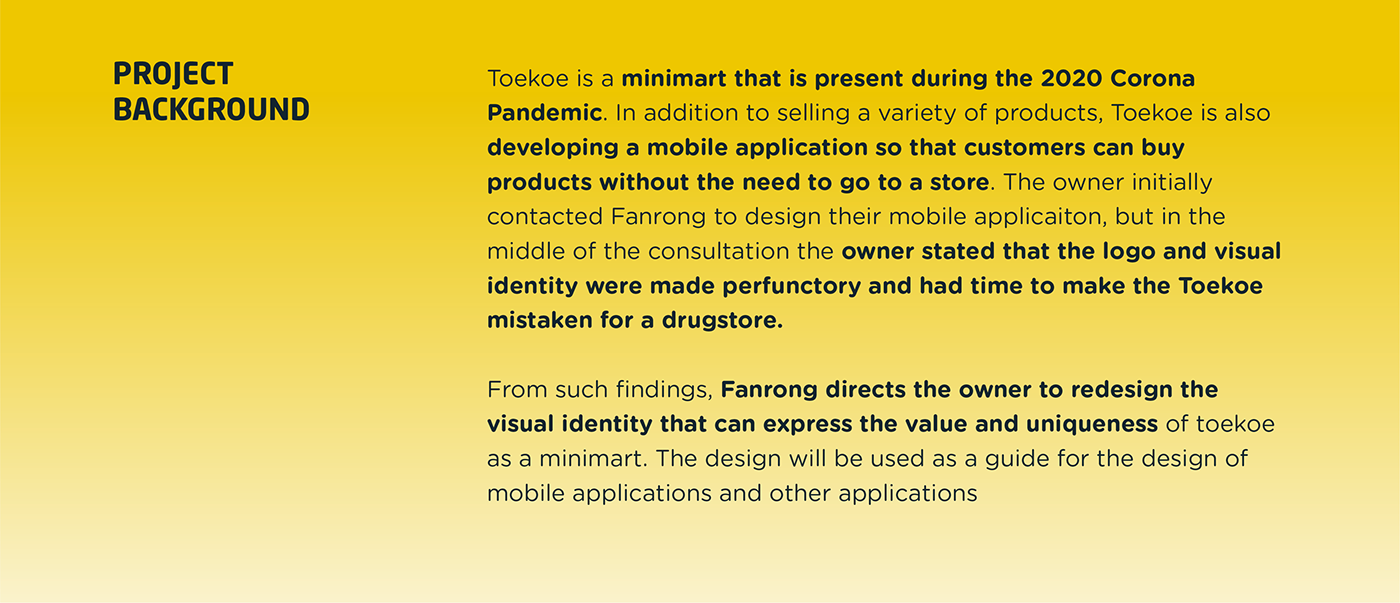 PROJECT
BACKGROUND
Toekoe is a minimart that is present during the 2020 Corona
Pandemic. In addition to selling a variety of products, Toekoe is also
developing a mobile application so that customers can buy
products without the need to go to a store. The owner initially
contacted Fanrong to design their mobile applicaiton, but in the
middle of the consultation the owner stated that the logo and visual
identity were made perfunctory and had time to make the Toekoe
mistaken for a drugstore.
From such findings, Fanrong directs the owner to redesign the
visual identity that can express the value and uniqueness of toekoe
as a minimart. The design will be used as a guide for the design of
mobile applications and other applications